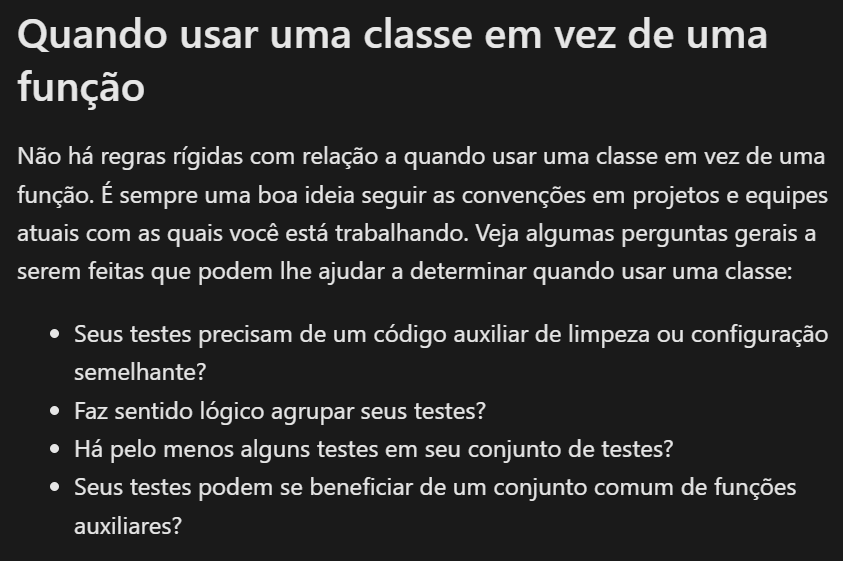 Quando usar uma classe em vez de uma
função
Não há regras rígidas com relação a quando usar uma classe em vez de uma
função. É sempre uma boa ideia seguir as convenções em projetos e equipes
atuais com as quais você está trabalhando. Veja algumas perguntas gerais a
serem feitas que podem lhe ajudar a determinar quando usar uma classe:
• Seus testes precisam de um código auxiliar de limpeza ou configuração
semelhante?
• Faz sentido lógico agrupar seus testes?
• Há pelo menos alguns testes em seu conjunto de testes?
• Seus testes podem se beneficiar de um conjunto comum de funções
auxiliares?